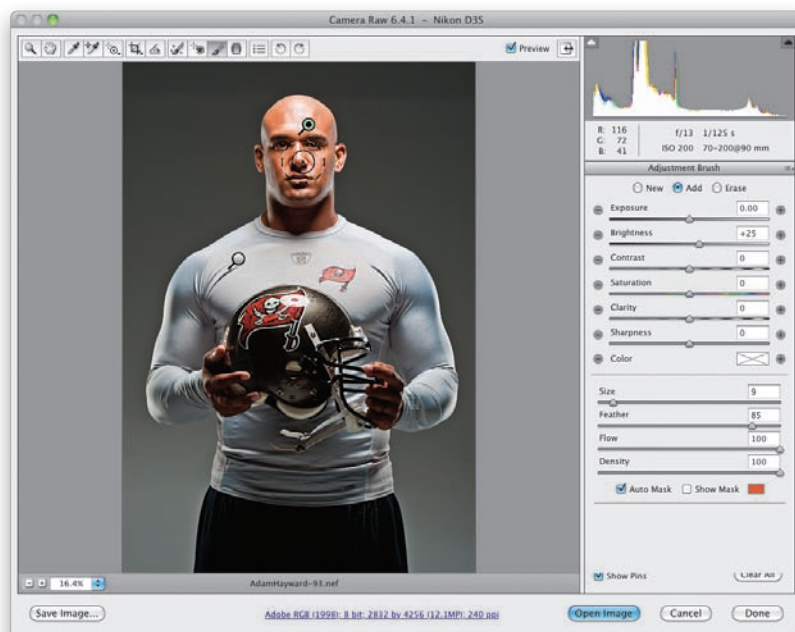 Camera Raw 6.4.1 – Nikon D3S
Preview
R: 116
G: 72
B: 41
f/13 1/125 s
ISO 200 70–200@90 mm
Adjustment Brush
New Add Erase
Exposure 0.00
Brightness +25
Contrast 0
Saturation 0
Clarity 0
Sharpness 0
Color
Size 9
Feather 85
Flow 100
Density 100
Auto Mask Show Mask
Show Pins Clear All
16.4% AdamHayward-93.nef
Save Image... Adobe RGB (1998); 8 bit; 2832 by 4256 (12.1MP); 240 ppi Open Image Cancel Done